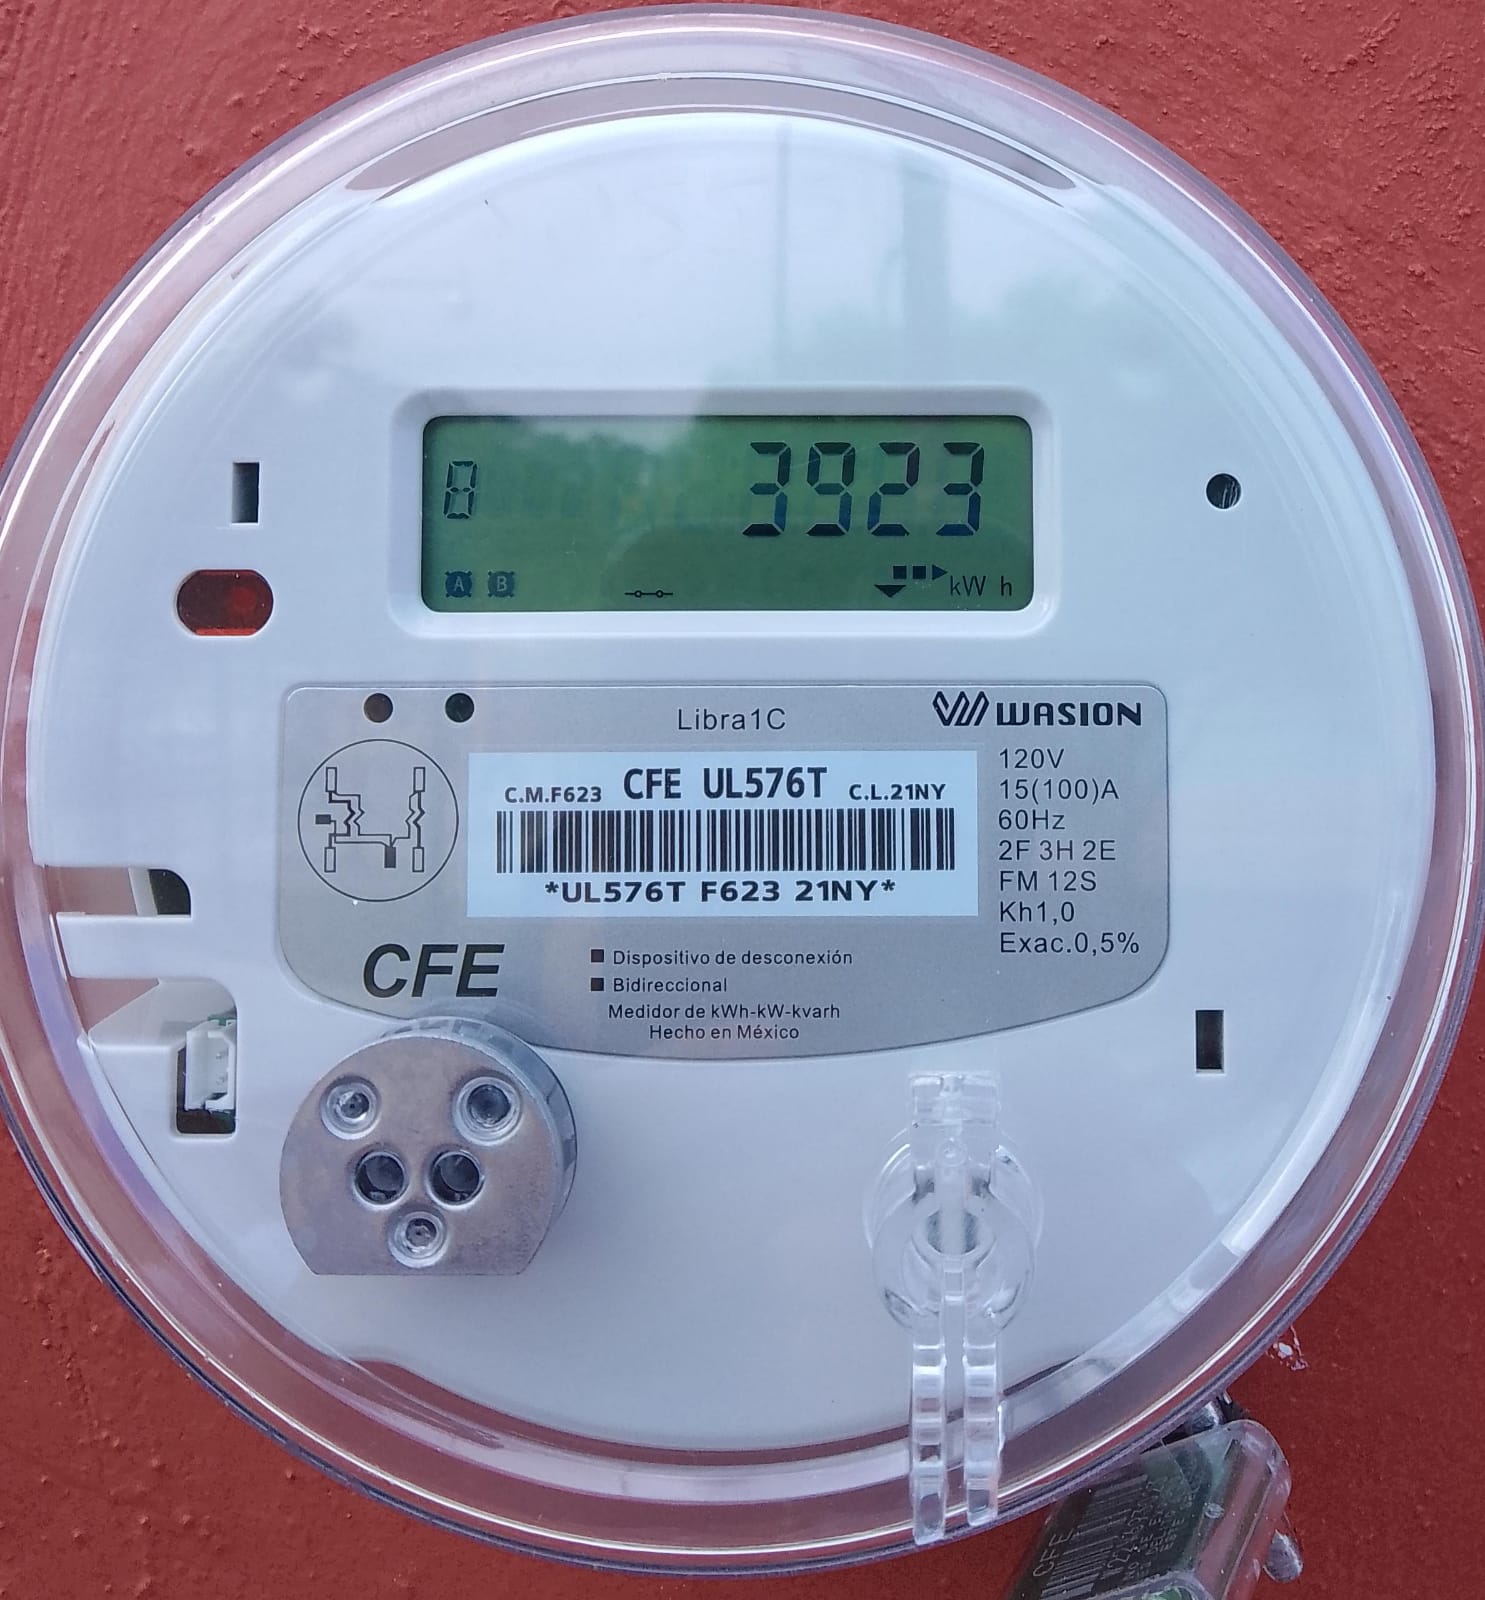 8 3923
A B kW h
Libra1C
WASION
C.M.F623 CFE UL576T C.L.21NY
*UL576T F623 21NY*
120V
15(100)A
60Hz
2F 3H 2E
FM 12S
Kh1,0
Exac.0,5%
CFE
Dispositivo de desconexión
Bidireccional
Medidor de kWh-kW-kvarh
Hecho en México
CFE